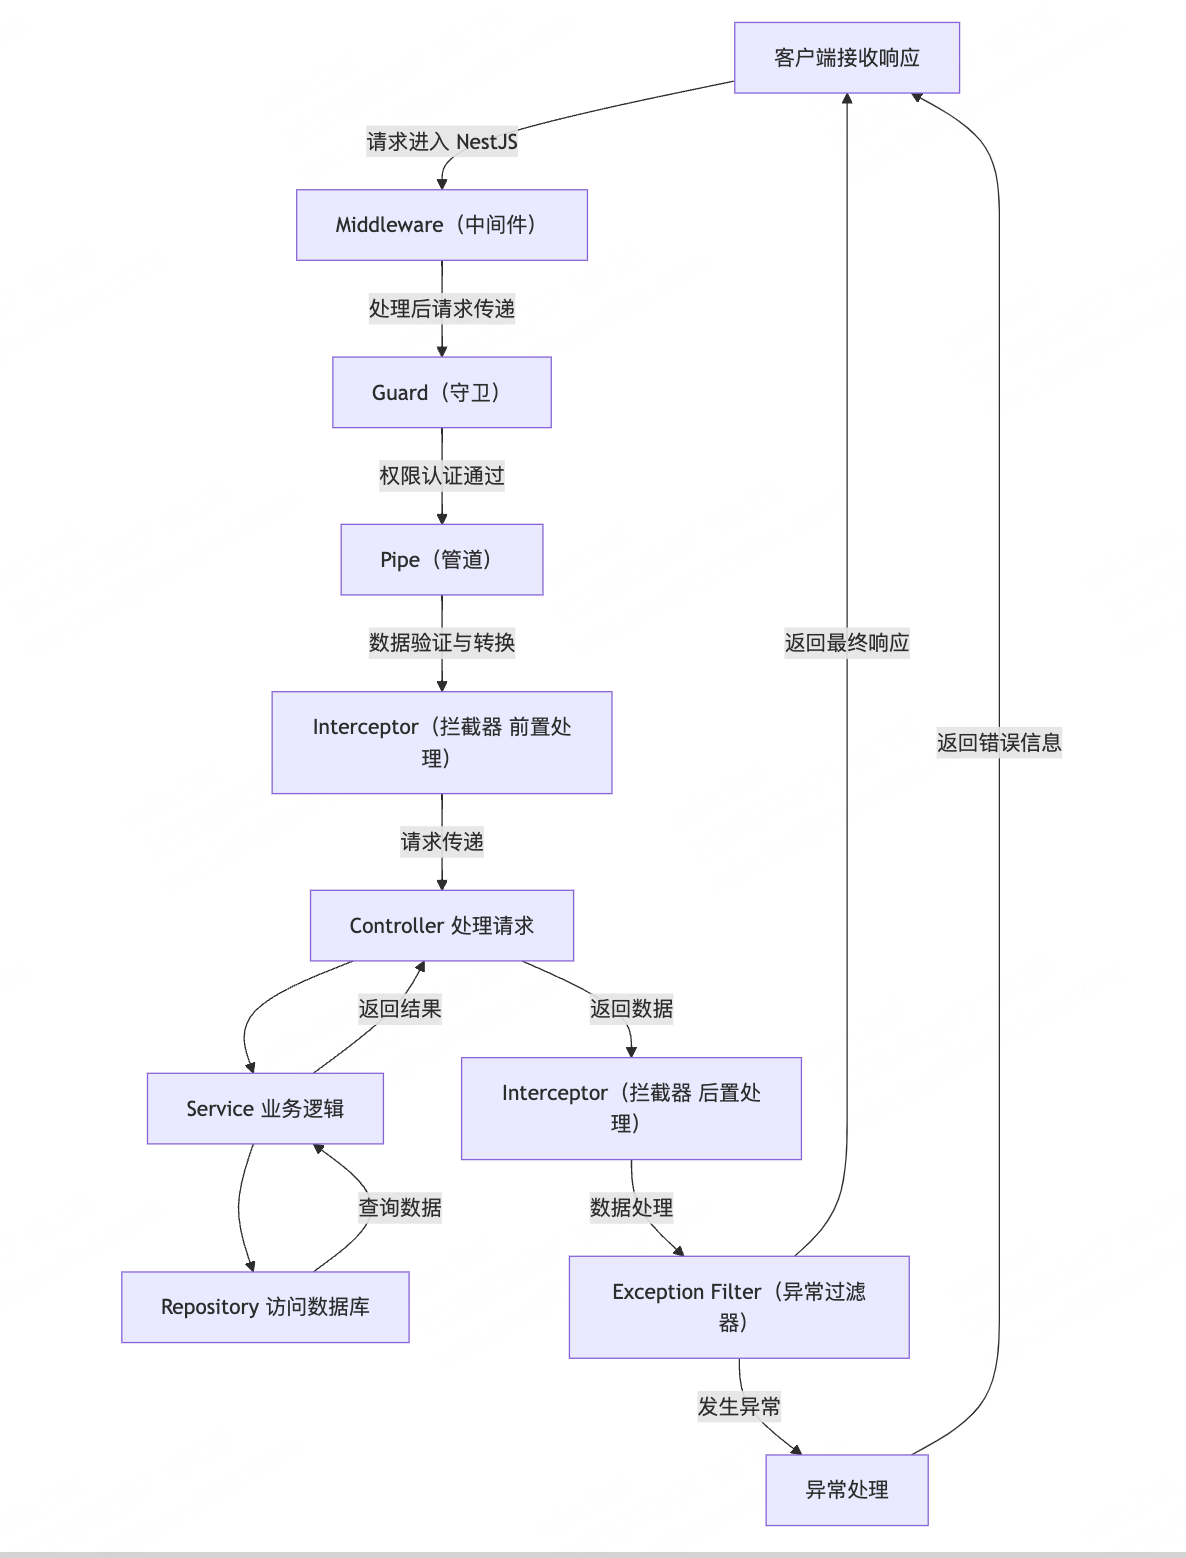 客户端接收响应
请求进入 NestJS
Middleware（中间件）
处理后请求传递
Guard（守卫）
权限认证通过
Pipe（管道）
数据验证与转换
返回最终响应
Interceptor（拦截器 前置处
理）
返回错误信息
请求传递
Controller 处理请求
返回结果
返回数据
Service 业务逻辑
Interceptor（拦截器 后置处
理）
查询数据
数据处理
Repository 访问数据库
Exception Filter（异常过滤
器）
发生异常
异常处理